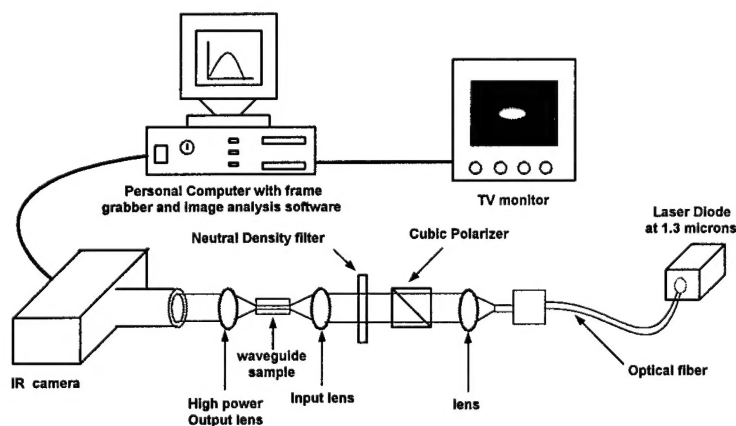 Personal Computer with frame
grabber and image analysis software
TV monitor
Laser Diode
at 1.3 microns
Neutral Density filter
Cubic Polarizer
IR camera
waveguide
sample
High power
Output lens
Input lens
lens
Optical fiber